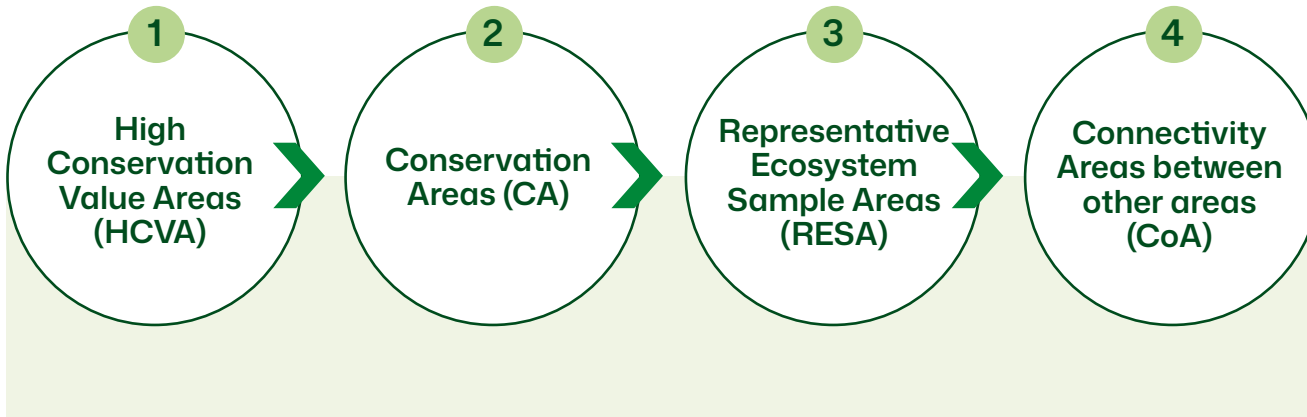 1
High
Conservation
Value Areas
(HCVA)
2
Conservation
Areas (CA)
3
Representative
Ecosystem
Sample Areas
(RESA)
4
Connectivity
Areas between
other areas
(CoA)